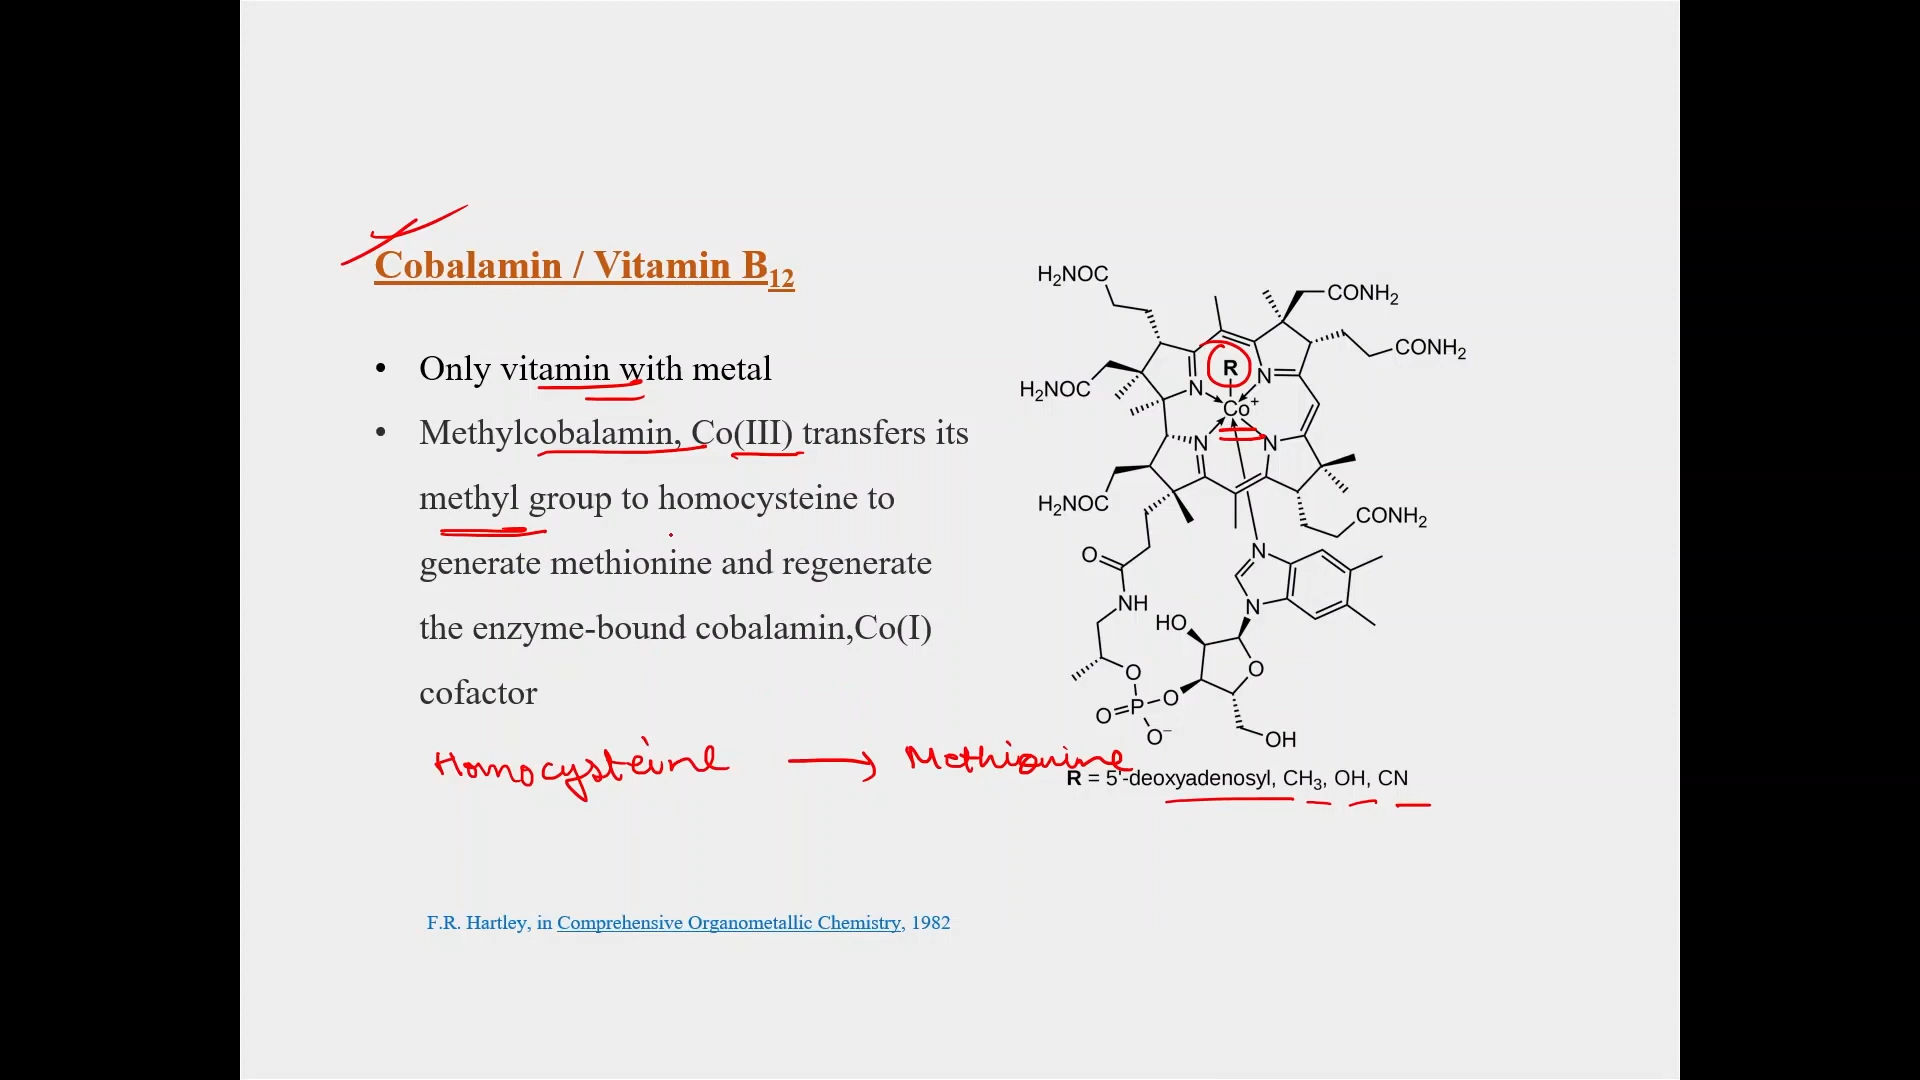 Cobalamin / Vitamin B12
• Only vitamin with metal
• Methylcobalamin, Co(III) transfers its
methyl group to homocysteine to
generate methionine and regenerate
the enzyme-bound cobalamin,Co(I)
cofactor
Homocysteine → Methionine
F.R. Hartley, in Comprehensive Organometallic Chemistry, 1982
H2NOC
CONH2
CONH2
R
H2NOC
N
N
Co+
N
N
H2NOC
CONH2
O
N
NH
N
HO
O
O
O
O=P
O−
OH
R = 5'-deoxyadenosyl, CH3, OH, CN